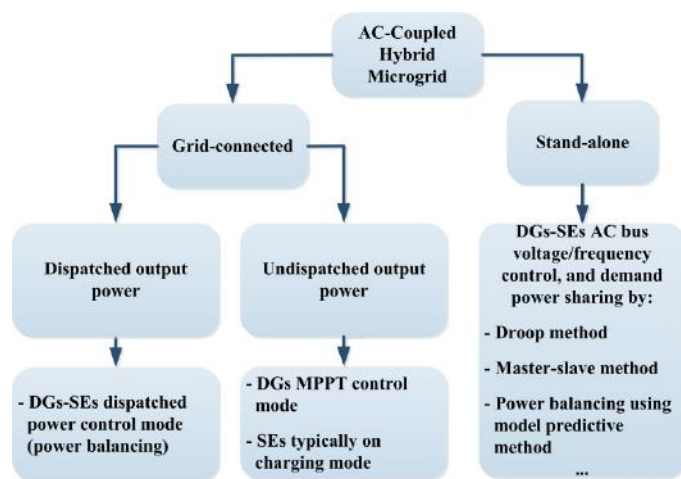 AC-Coupled
Hybrid
Microgrid
Grid-connected
Stand-alone
Dispatched output
power
Undispatched output
power
DGs-SEs AC bus
voltage/frequency
control, and demand
power sharing by:
- Droop method
- Master-slave method
- Power balancing using
model predictive
method
...
- DGs-SEs dispatched
power control mode
(power balancing)
- DGs MPPT control
mode
- SEs typically on
charging mode